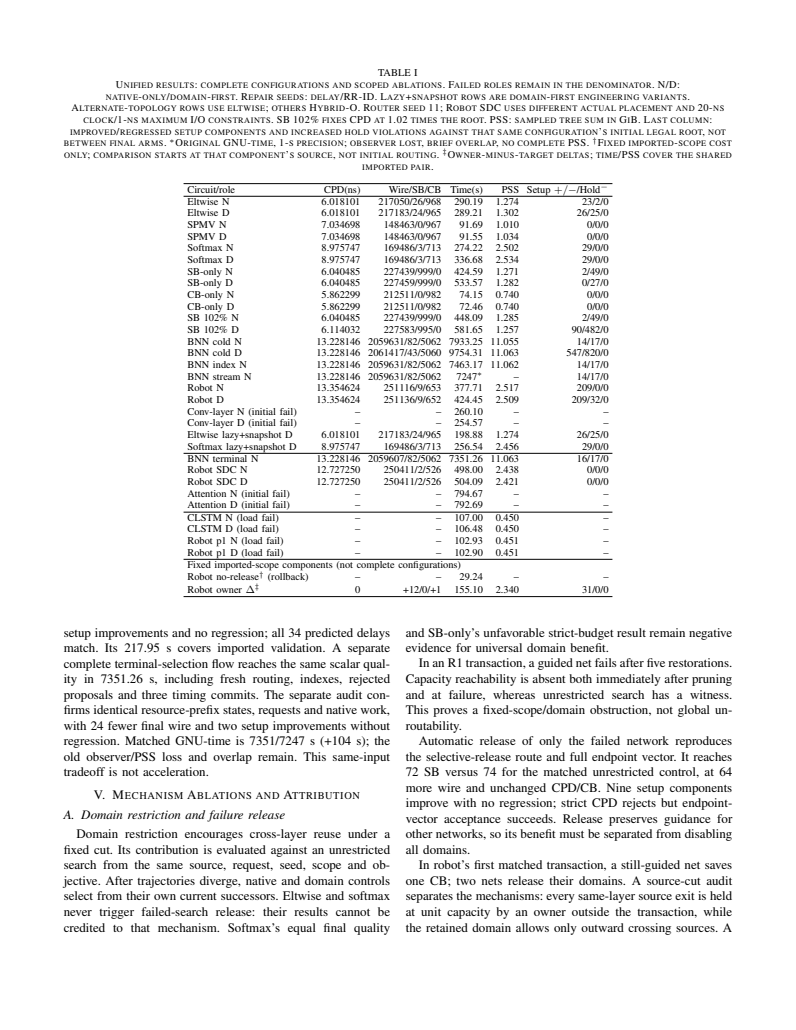 TABLE I
UNIFIED RESULTS: COMPLETE CONFIGURATIONS AND SCOPED ABLATIONS. FAILED ROLES REMAIN IN THE DENOMINATOR. N/D:
NATIVE-ONLY/DOMAIN-FIRST. REPAIR SEEDS: DELAY/RR-ID. LAZY+SNAPSHOT ROWS ARE DOMAIN-FIRST ENGINEERING VARIANTS.
ALTERNATE-TOPOLOGY ROWS USE ELTWISE; OTHERS HYBRID-O. ROUTER SEED 11; ROBOT SDC USES DIFFERENT ACTUAL PLACEMENT AND 20-NS
CLOCK/1-NS MAXIMUM I/O CONSTRAINTS. SB 102% FIXES CPD AT 1.02 TIMES THE ROOT. PSS: SAMPLED TREE SUM IN GIB. LAST COLUMN:
IMPROVED/REGRESSED SETUP COMPONENTS AND INCREASED HOLD VIOLATIONS AGAINST THAT SAME CONFIGURATION'S INITIAL LEGAL ROOT, NOT
BETWEEN FINAL ARMS. *ORIGINAL GNU-TIME, 1-S PRECISION; OBSERVER LOST, BRIEF OVERLAP, NO COMPLETE PSS. †FIXED IMPORTED-SCOPE COST
ONLY; COMPARISON STARTS AT THAT COMPONENT'S SOURCE, NOT INITIAL ROUTING. ‡OWNER-MINUS-TARGET DELTAS; TIME/PSS COVER THE SHARED
IMPORTED PAIR.
Circuit/role CPD(ns) Wire/SB/CB Time(s) PSS Setup +/−/Hold⁻
Eltwise N 6.018101 217050/26/968 290.19 1.274 23/2/0
Eltwise D 6.018101 217183/24/965 289.21 1.302 26/25/0
SPMV N 7.034698 148463/0/967 91.69 1.010 0/0/0
SPMV D 7.034698 148463/0/967 91.55 1.034 0/0/0
Softmax N 8.975747 169486/3/713 274.22 2.502 29/0/0
Softmax D 8.975747 169486/3/713 336.68 2.534 29/0/0
SB-only N 6.040485 227439/999/0 424.59 1.271 2/49/0
SB-only D 6.040485 227459/999/0 533.57 1.282 0/27/0
CB-only N 5.862299 212511/0/982 74.15 0.740 0/0/0
CB-only D 5.862299 212511/0/982 72.46 0.740 0/0/0
SB 102% N 6.040485 227439/999/0 448.09 1.285 2/49/0
SB 102% D 6.114032 227583/995/0 581.65 1.257 90/482/0
BNN cold N 13.228146 2059631/82/5062 7933.25 11.055 14/17/0
BNN cold D 13.228146 2061417/43/5060 9754.31 11.063 547/820/0
BNN index N 13.228146 2059631/82/5062 7463.17 11.062 14/17/0
BNN stream N 13.228146 2059631/82/5062 7247* – 14/17/0
Robot N 13.354624 251116/9/653 377.71 2.517 209/0/0
Robot D 13.354624 251136/9/652 424.45 2.509 209/32/0
Conv-layer N (initial fail) – – 260.10 – –
Conv-layer D (initial fail) – – 254.57 – –
Eltwise lazy+snapshot D 6.018101 217183/24/965 198.88 1.274 26/25/0
Softmax lazy+snapshot D 8.975747 169486/3/713 256.54 2.456 29/0/0
BNN terminal N 13.228146 2059607/82/5062 7351.26 11.063 16/17/0
Robot SDC N 12.727250 250411/2/526 498.00 2.438 0/0/0
Robot SDC D 12.727250 250411/2/526 504.09 2.421 0/0/0
Attention N (initial fail) – – 794.67 – –
Attention D (initial fail) – – 792.69 – –
CLSTM N (load fail) – – 107.00 0.450 –
CLSTM D (load fail) – – 106.48 0.450 –
Robot p1 N (load fail) – – 102.93 0.451 –
Robot p1 D (load fail) – – 102.90 0.451 –
Fixed imported-scope components (not complete configurations)
Robot no-release† (rollback) – – 29.24 – –
Robot owner Δ‡ 0 +12/0/+1 155.10 2.340 31/0/0
setup improvements and no regression; all 34 predicted delays
match. Its 217.95 s covers imported validation. A separate
complete terminal-selection flow reaches the same scalar qual-
ity in 7351.26 s, including fresh routing, indexes, rejected
proposals and three timing commits. The separate audit con-
firms identical resource-prefix states, requests and native work,
with 24 fewer final wire and two setup improvements without
regression. Matched GNU-time is 7351/7247 s (+104 s); the
old observer/PSS loss and overlap remain. This same-input
tradeoff is not acceleration.
V. MECHANISM ABLATIONS AND ATTRIBUTION
A. Domain restriction and failure release
Domain restriction encourages cross-layer reuse under a
fixed cut. Its contribution is evaluated against an unrestricted
search from the same source, request, seed, scope and ob-
jective. After trajectories diverge, native and domain controls
select from their own current successors. Eltwise and softmax
never trigger failed-search release: their results cannot be
credited to that mechanism. Softmax's equal final quality
and SB-only's unfavorable strict-budget result remain negative
evidence for universal domain benefit.
In an R1 transaction, a guided net fails after five restorations.
Capacity reachability is absent both immediately after pruning
and at failure, whereas unrestricted search has a witness.
This proves a fixed-scope/domain obstruction, not global un-
routability.
Automatic release of only the failed network reproduces
the selective-release route and full endpoint vector. It reaches
72 SB versus 74 for the matched unrestricted control, at 64
more wire and unchanged CPD/CB. Nine setup components
improve with no regression; strict CPD rejects but endpoint-
vector acceptance succeeds. Release preserves guidance for
other networks, so its benefit must be separated from disabling
all domains.
In robot's first matched transaction, a still-guided net saves
one CB; two nets release their domains. A source-cut audit
separates the mechanisms: every same-layer source exit is held
at unit capacity by an owner outside the transaction, while
the retained domain allows only outward crossing sources. A